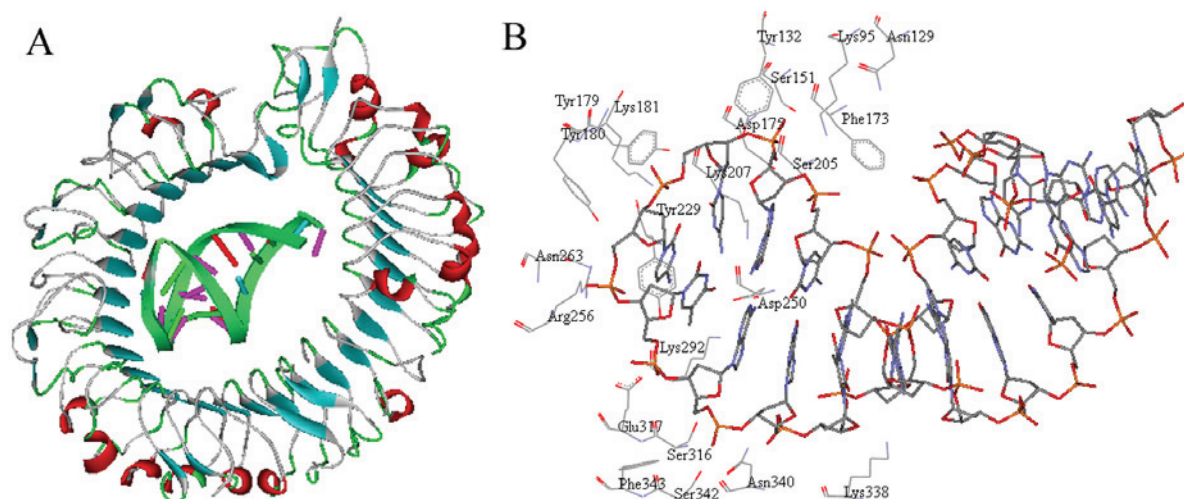 A
B
Tyr132
Lys95
Asn129
Ser151
Tyr179
Lys181
Phe173
Tyr180
Asp175
Ser205
Lys207
Tyr229
Asn263
Asp250
Arg256
Lys292
Glu317
Ser316
Phe343
Ser342
Asn340
Lys338